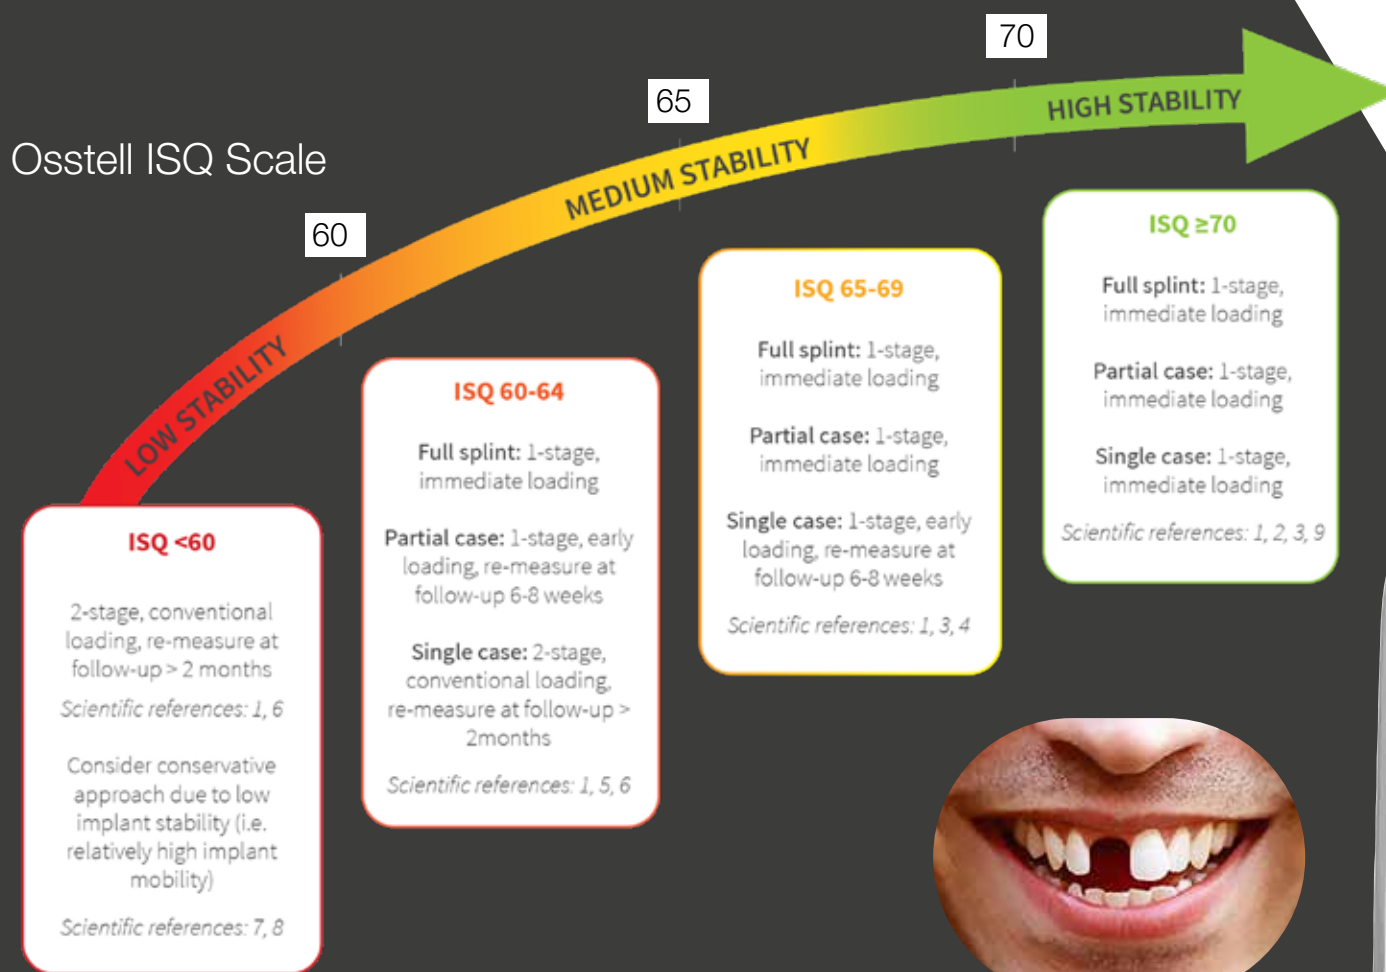 Osstell ISQ Scale
60
65
70
LOW STABILITY
MEDIUM STABILITY
HIGH STABILITY
ISQ <60
2-stage, conventional
loading, re-measure at
follow-up > 2 months
Scientific references: 1, 6
Consider conservative
approach due to low
implant stability (i.e.
relatively high implant
mobility)
Scientific references: 7, 8
ISQ 60-64
Full splint: 1-stage,
immediate loading
Partial case: 1-stage, early
loading, re-measure at
follow-up 6-8 weeks
Single case: 2-stage,
conventional loading,
re-measure at follow-up >
2months
Scientific references: 1, 5, 6
ISQ 65-69
Full splint: 1-stage,
immediate loading
Partial case: 1-stage,
immediate loading
Single case: 1-stage, early
loading, re-measure at
follow-up 6-8 weeks
Scientific references: 1, 3, 4
ISQ ≥70
Full splint: 1-stage,
immediate loading
Partial case: 1-stage,
immediate loading
Single case: 1-stage,
immediate loading
Scientific references: 1, 2, 3, 9